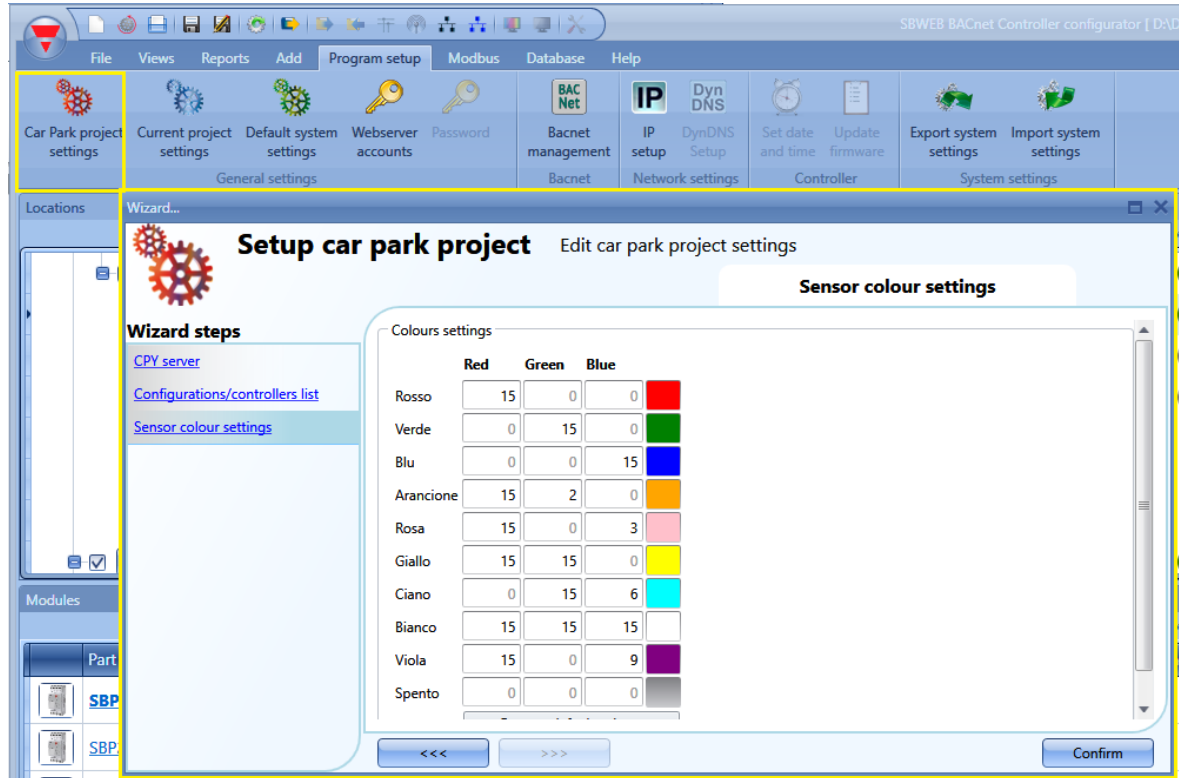 SBWEB BACnet Controller configurator [ D:\D
File Views Reports Add Program setup Modbus Database Help
Car Park project settings
Current project settings
Default system settings
Webserver accounts
Password
BAC Net
Bacnet management
IP
IP setup
Dyn DNS
DynDNS Setup
Set date and time
Update firmware
Export system settings
Import system settings
General settings Bacnet Network settings Controller System settings
Locations
Wizard...
Setup car park project Edit car park project settings
Sensor colour settings
Wizard steps
CPY server
Configurations/controllers list
Sensor colour settings
Colours settings
Red Green Blue
Rosso 15 0 0
Verde 0 15 0
Blu 0 0 15
Arancione 15 2 0
Rosa 15 0 3
Giallo 15 15 0
Ciano 0 15 6
Bianco 15 15 15
Viola 15 0 9
Spento 0 0 0
<<< >>> Confirm
Modules
Part
SBP
SBP